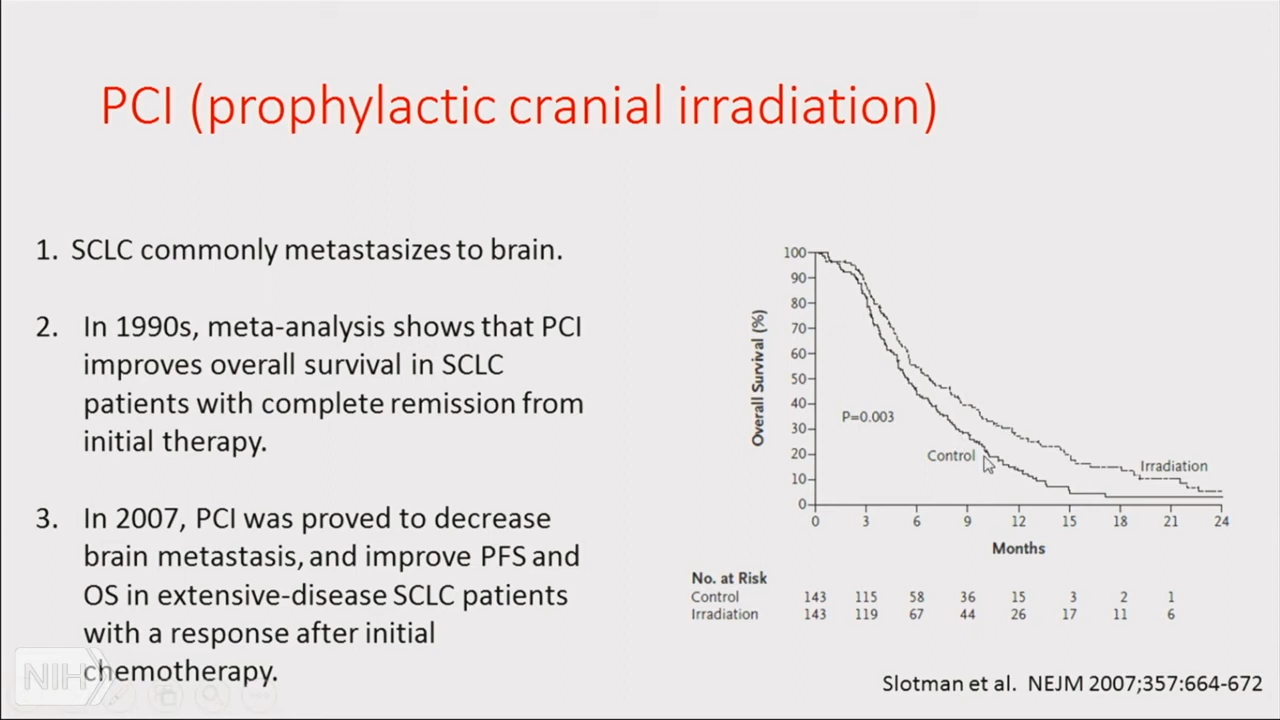 PCI (prophylactic cranial irradiation)
1. SCLC commonly metastasizes to brain.
2. In 1990s, meta-analysis shows that PCI
improves overall survival in SCLC
patients with complete remission from
initial therapy.
3. In 2007, PCI was proved to decrease
brain metastasis, and improve PFS and
OS in extensive-disease SCLC patients
with a response after initial
chemotherapy.
NIH
Overall Survival (%)
100
90
80
70
60
50
40
30
20
10
0
P=0.003
Control
Irradiation
0 3 6 9 12 15 18 21 24
Months
No. at Risk
Control 143 115 58 36 15 3 2 1
Irradiation 143 119 67 44 26 17 11 6
Slotman et al. NEJM 2007;357:664-672